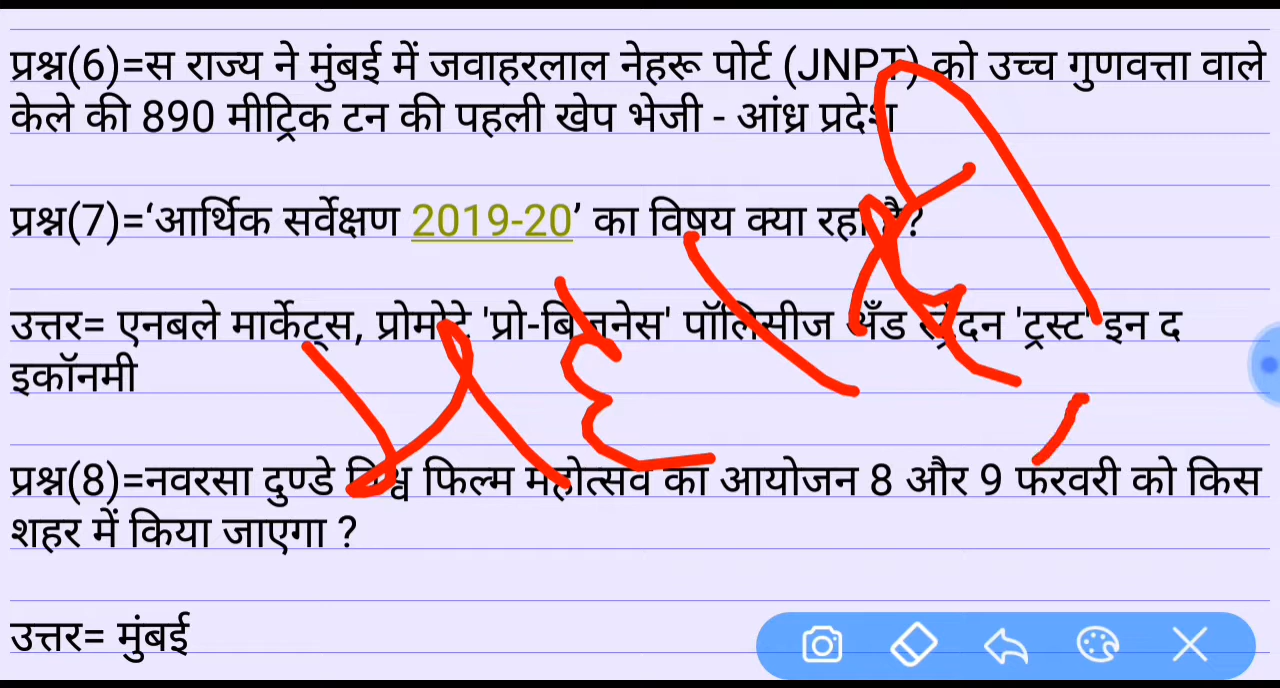 प्रश्न(6)=स राज्य ने मुंबई में जवाहरलाल नेहरू पोर्ट (JNPT) को उच्च गुणवत्ता वाले
केले की 890 मीट्रिक टन की पहली खेप भेजी - आंध्र प्रदेश
प्रश्न(7)=‘आर्थिक सर्वेक्षण 2019-20’ का विषय क्या रहा है?
उत्तर= एनबले मार्केट्स, प्रोमोटे 'प्रो-बिजनेस' पॉलिसीज अँड स्ट्रेंदन 'ट्रस्ट' इन द
इकॉनमी
प्रश्न(8)=नवरसा दुण्डे विश्व फिल्म महोत्सव का आयोजन 8 और 9 फरवरी को किस
शहर में किया जाएगा ?
उत्तर= मुंबई